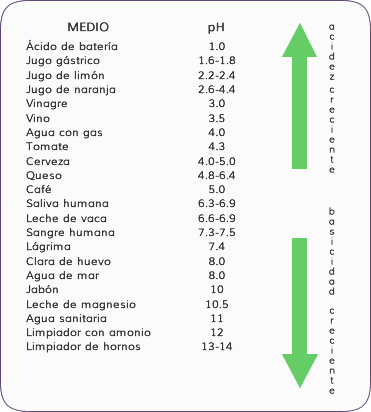 MEDIO pH
Ácido de batería 1.0
Jugo gástrico 1.6-1.8
Jugo de limón 2.2-2.4
Jugo de naranja 2.6-4.4
Vinagre 3.0
Vino 3.5
Agua con gas 4.0
Tomate 4.3
Cerveza 4.0-5.0
Queso 4.8-6.4
Café 5.0
Saliva humana 6.3-6.9
Leche de vaca 6.6-6.9
Sangre humana 7.3-7.5
Lágrima 7.4
Clara de huevo 8.0
Agua de mar 8.0
Jabón 10
Leche de magnesio 10.5
Agua sanitaria 11
Limpiador con amonio 12
Limpiador de hornos 13-14
acidez creciente
basicidad creciente